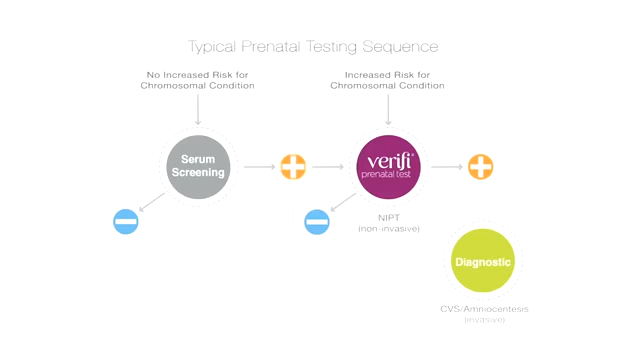 Typical Prenatal Testing Sequence
No Increased Risk for
Chromosomal Condition
Increased Risk for
Chromosomal Condition
Serum
Screening
verifi®
prenatal test
NIPT
(non-invasive)
Diagnostic
CVS/Amniocentesis
(invasive)